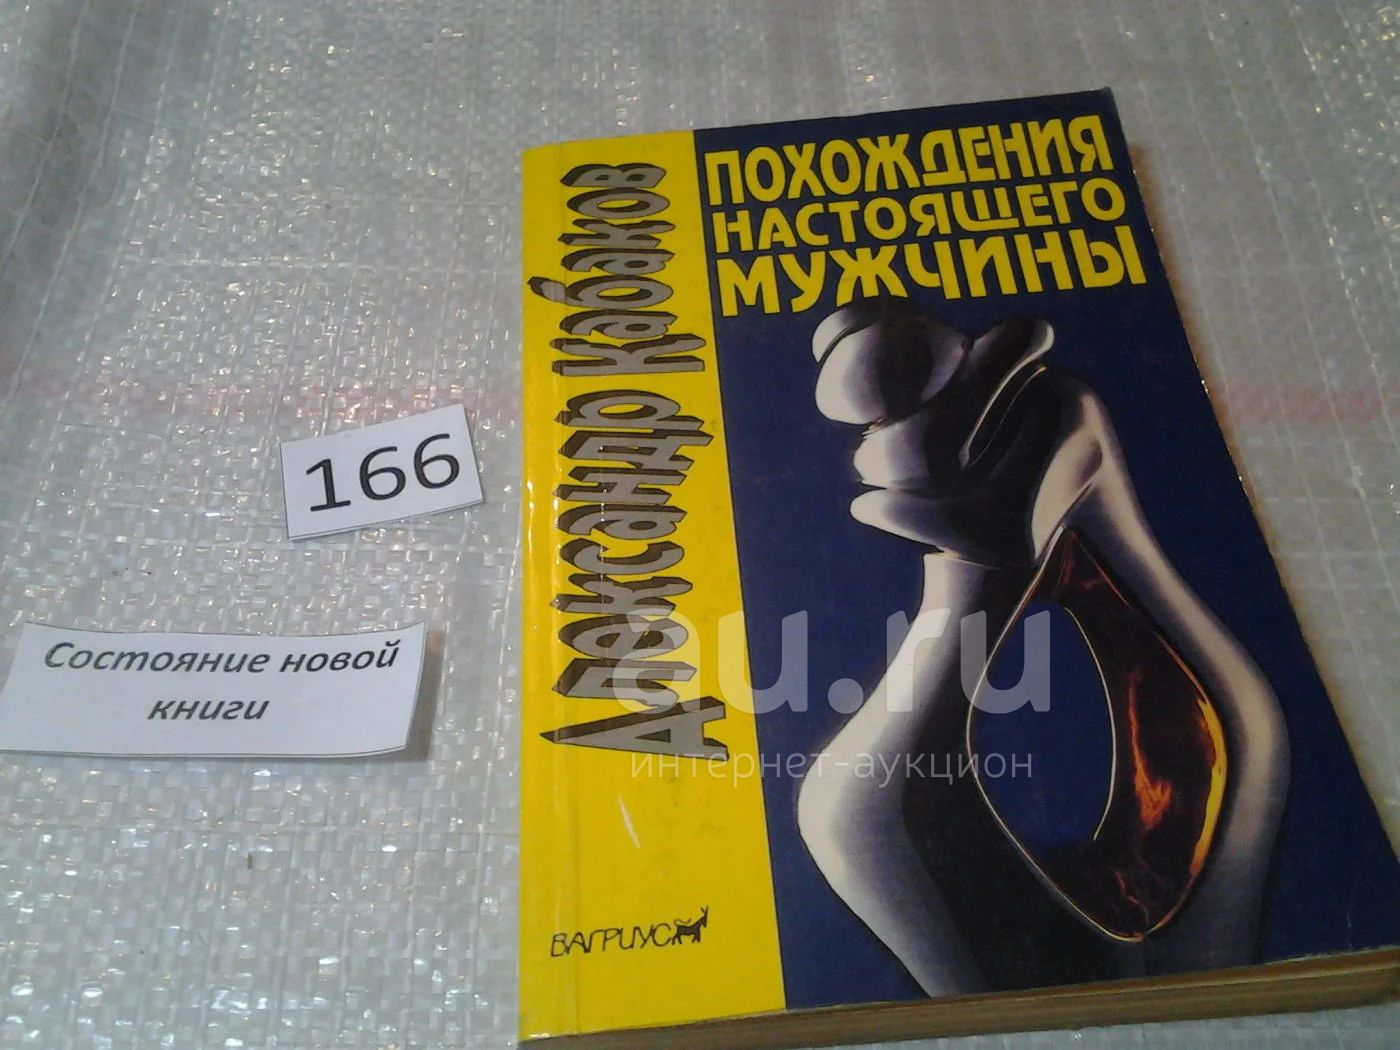 ПОХОЖДЕНИЯ
НАСТОЯЩЕГО
МУЖЧИНЫ
Александр Кабаков
166
Состояние новой
книги
au.ru
интернет-аукцион
ВАГРИУС